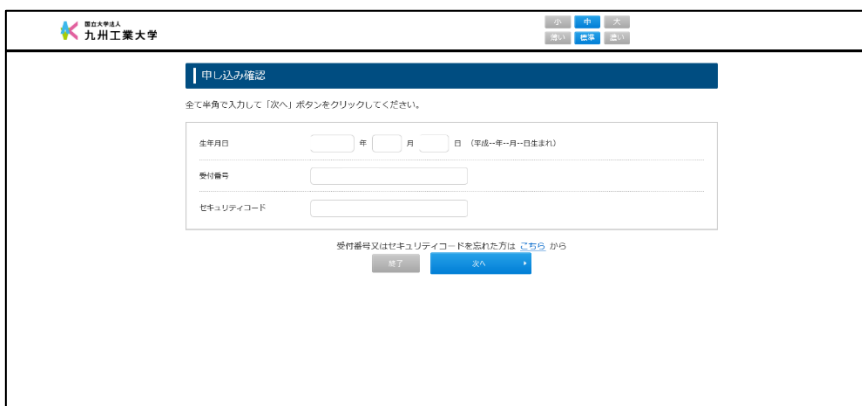 国立大学法人
九州工業大学
小 中 大
薄い 標準 濃い
申し込み確認
全て半角で入力して「次へ」ボタンをクリックしてください。
生年月日 年 月 日 (平成--年--月--日生まれ)
受付番号
セキュリティコード
受付番号又はセキュリティコードを忘れた方は こちら から
終了 次へ